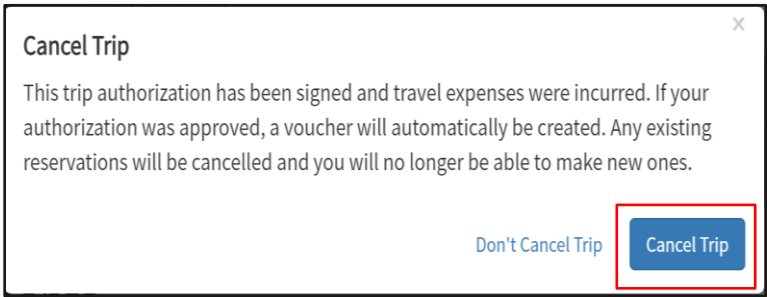 Cancel Trip
This trip authorization has been signed and travel expenses were incurred. If your
authorization was approved, a voucher will automatically be created. Any existing
reservations will be cancelled and you will no longer be able to make new ones.
Don't Cancel Trip Cancel Trip